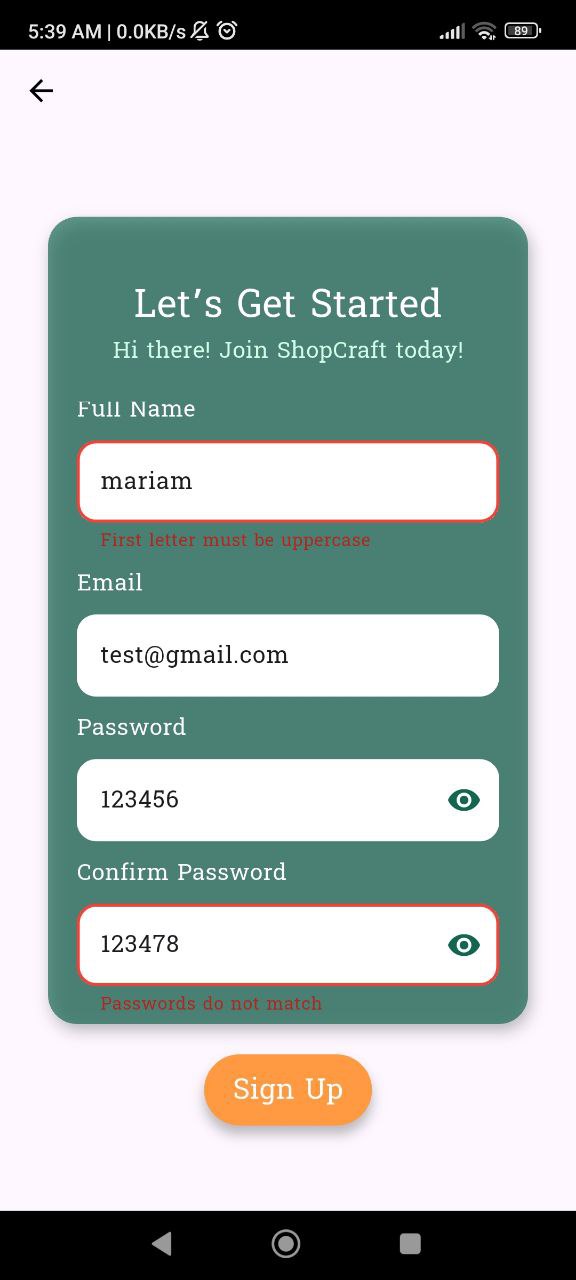 5:39 AM | 0.0KB/s
89
Let's Get Started
Hi there! Join ShopCraft today!
Full Name
mariam
First letter must be uppercase
Email
test@gmail.com
Password
123456
Confirm Password
123478
Passwords do not match
Sign Up